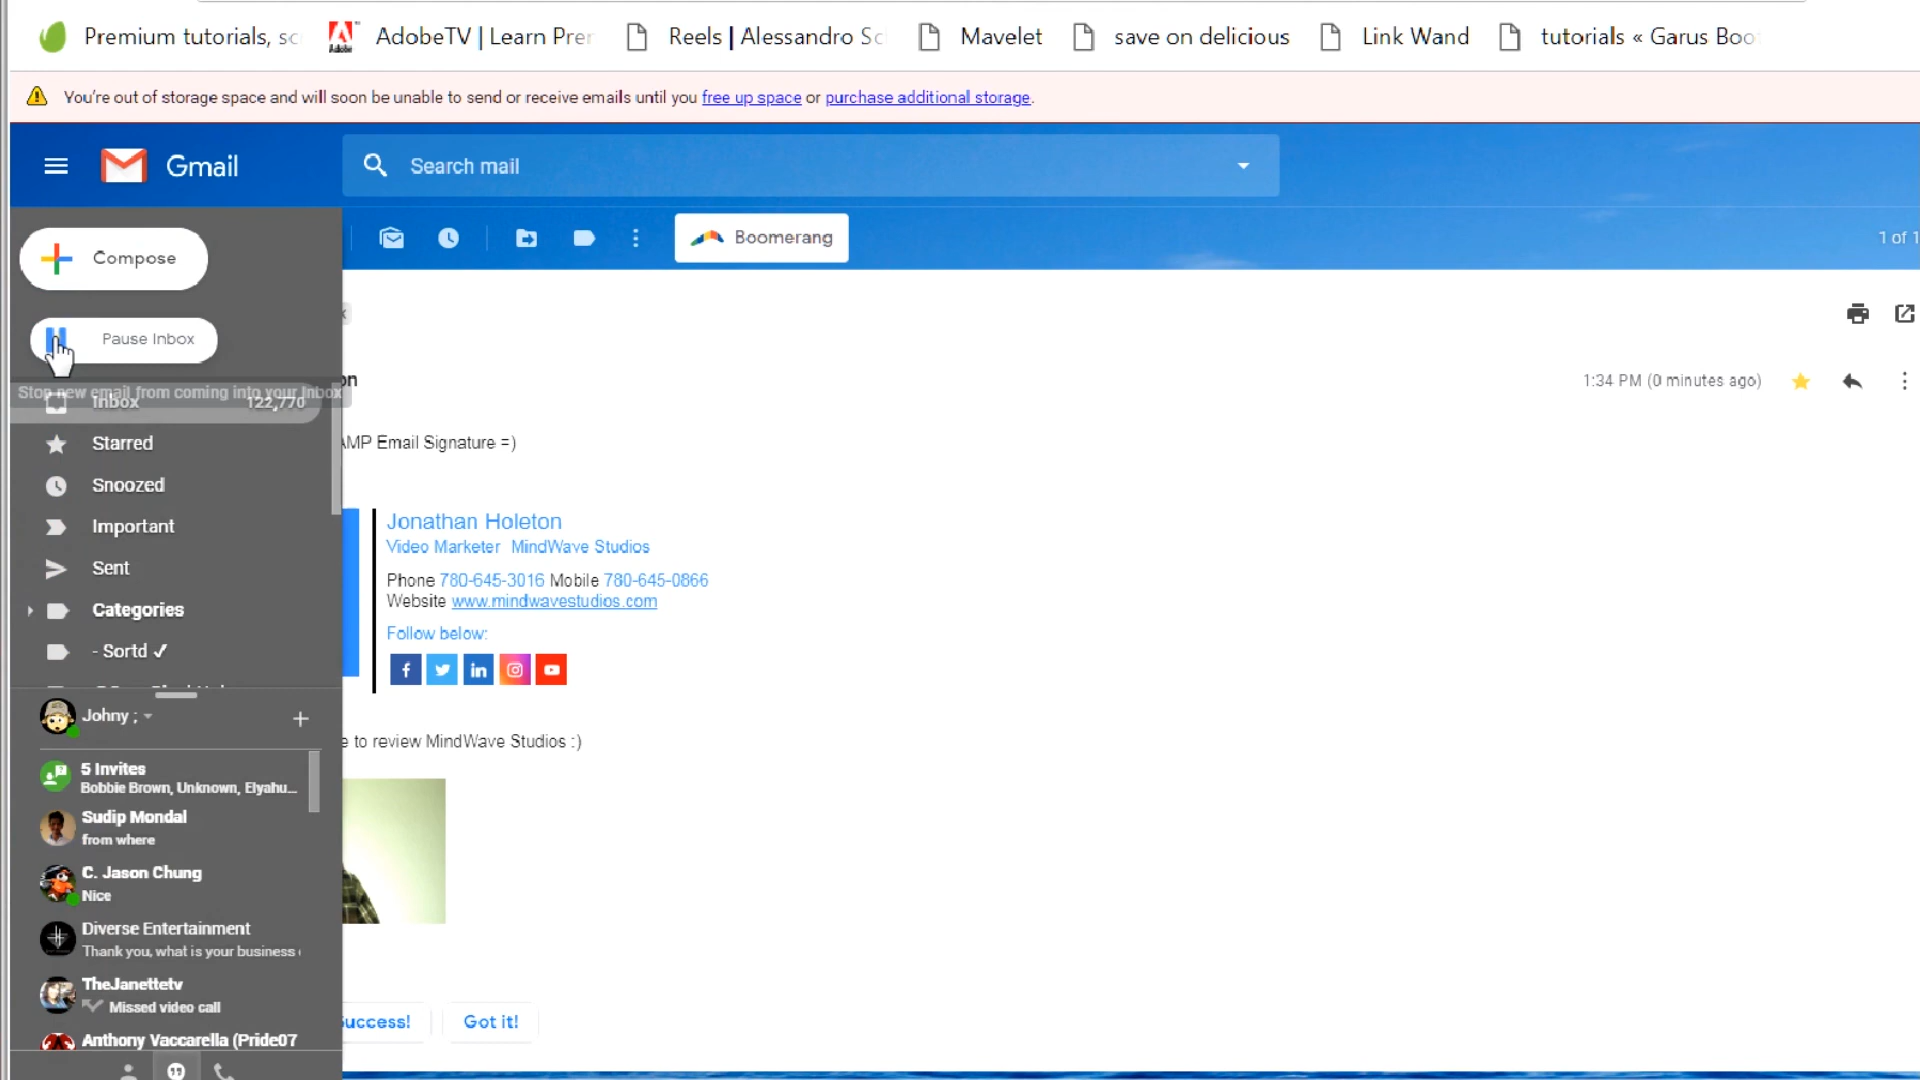 Premium tutorials, sc
AdobeTV | Learn Prer
Reels | Alessandro Sc
Mavelet
save on delicious
Link Wand
tutorials « Garus Boo
You're out of storage space and will soon be unable to send or receive emails until you free up space or purchase additional storage.
Gmail
Search mail
Compose
Boomerang
1 of 1
Pause Inbox
Stop new email from coming into your Inbox
Inbox 122,770
Starred
Snoozed
Important
Sent
Categories
- Sortd ✓
Johny ;
5 Invites
Bobbie Brown, Unknown, Elyahu...
Sudip Mondal
from where
C. Jason Chung
Nice
Diverse Entertainment
Thank you, what is your business
TheJanettetv
Missed video call
Anthony Vaccarella (Pride07
x
on
1:34 PM (0 minutes ago)
AMP Email Signature =)
Jonathan Holeton
Video Marketer MindWave Studios
Phone 780-645-3016 Mobile 780-645-0866
Website www.mindwavestudios.com
Follow below:
e to review MindWave Studios :)
Success!
Got it!